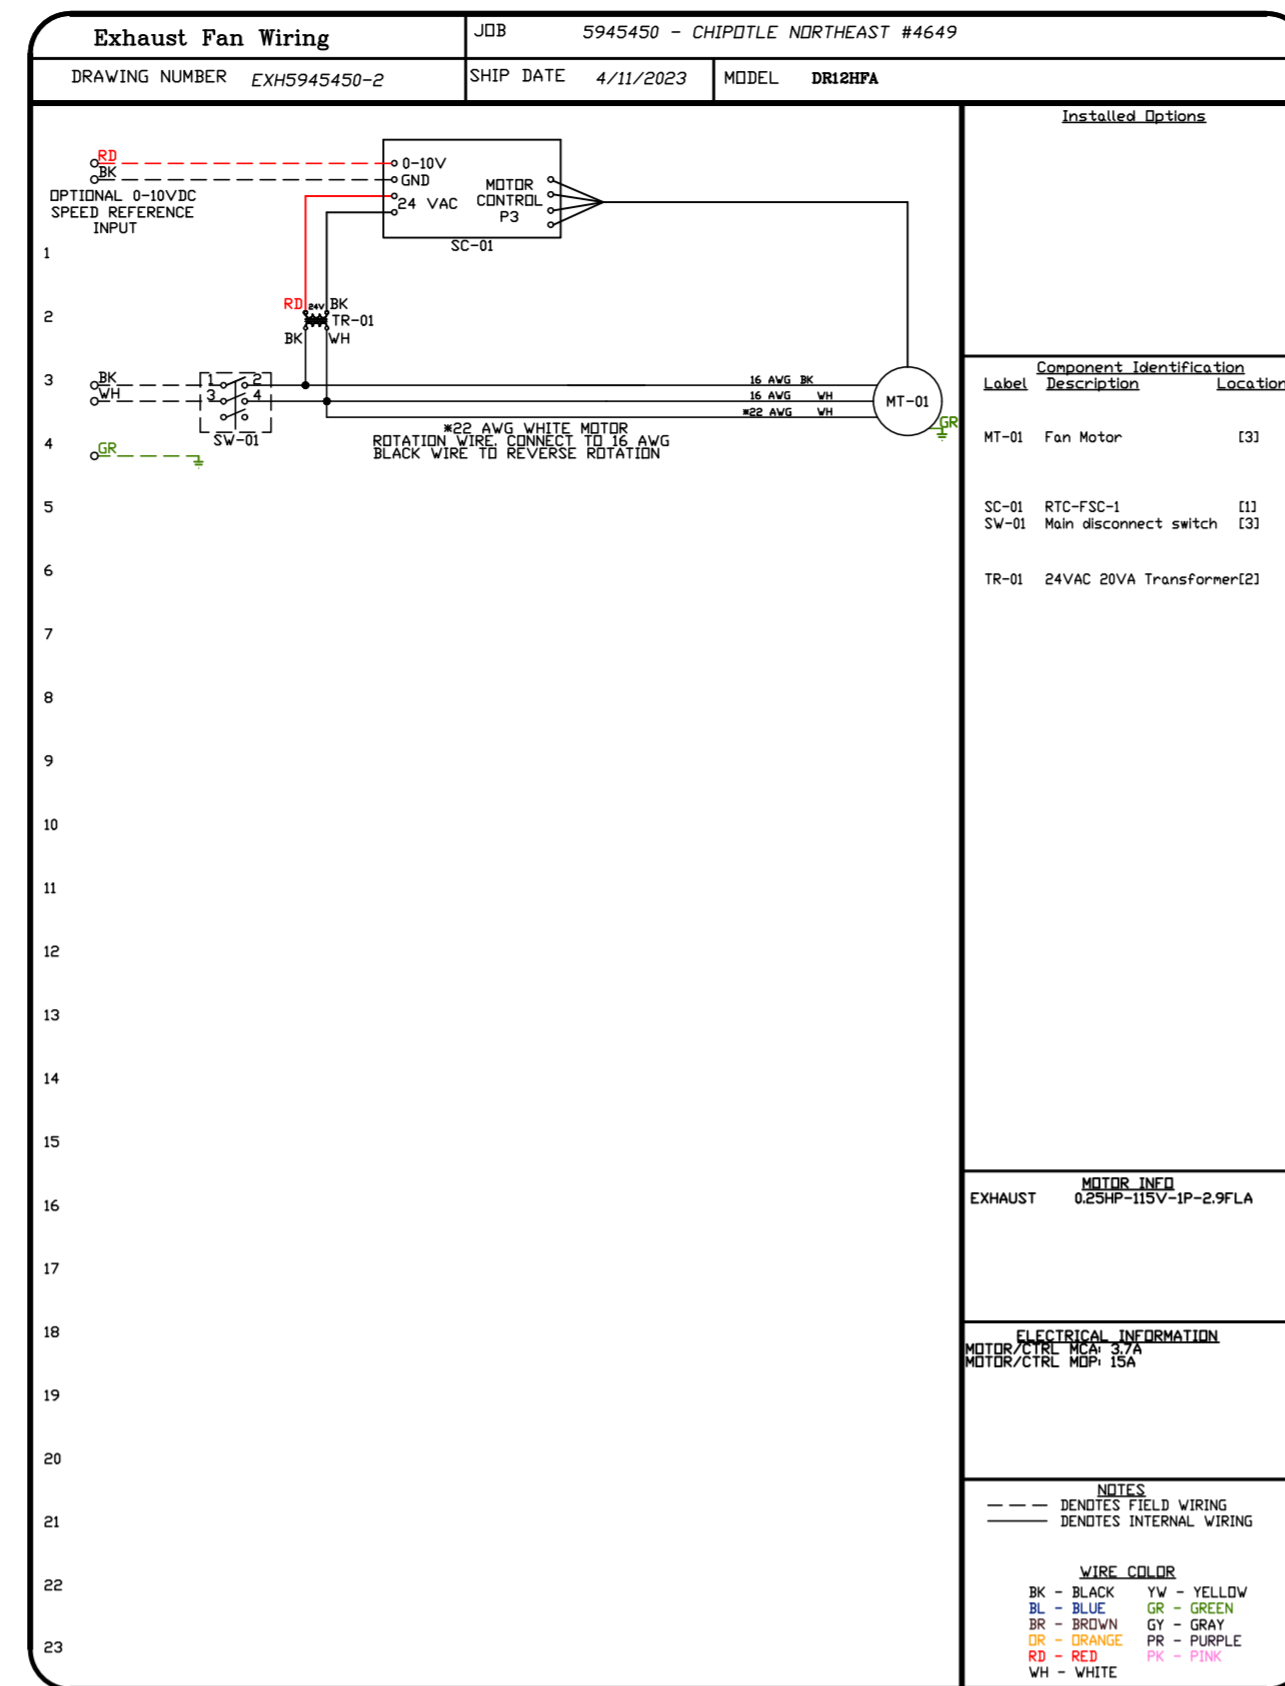 Exhaust Fan Wiring
JOB 5945450 - CHIPOTLE NORTHEAST #4649
DRAWING NUMBER EXH5945450-2
SHIP DATE 4/11/2023
MODEL DR12HFA
RD
BK
OPTIONAL 0-10VDC
SPEED REFERENCE
INPUT
0-10V
GND
24 VAC
MOTOR
CONTROL
P3
SC-01
RD 24V BK
TR-01
BK WH
BK
WH
1 2
3 4
SW-01
GR
16 AWG BK
16 AWG WH
*22 AWG WH
MT-01
GR
*22 AWG WHITE MOTOR
ROTATION WIRE. CONNECT TO 16 AWG
BLACK WIRE TO REVERSE ROTATION
1
2
3
4
5
6
7
8
9
10
11
12
13
14
15
16
17
18
19
20
21
22
23
Installed Options
Component Identification
Label Description Location
MT-01 Fan Motor [3]
SC-01 RTC-FSC-1 [1]
SW-01 Main disconnect switch [3]
TR-01 24VAC 20VA Transformer[2]
MOTOR INFO
EXHAUST 0.25HP-115V-1P-2.9FLA
ELECTRICAL INFORMATION
MOTOR/CTRL MCA: 3.7A
MOTOR/CTRL MOP: 15A
NOTES
DENOTES FIELD WIRING
DENOTES INTERNAL WIRING
WIRE COLOR
BK - BLACK YW - YELLOW
BL - BLUE GR - GREEN
BR - BROWN GY - GRAY
OR - ORANGE PR - PURPLE
RD - RED PK - PINK
WH - WHITE